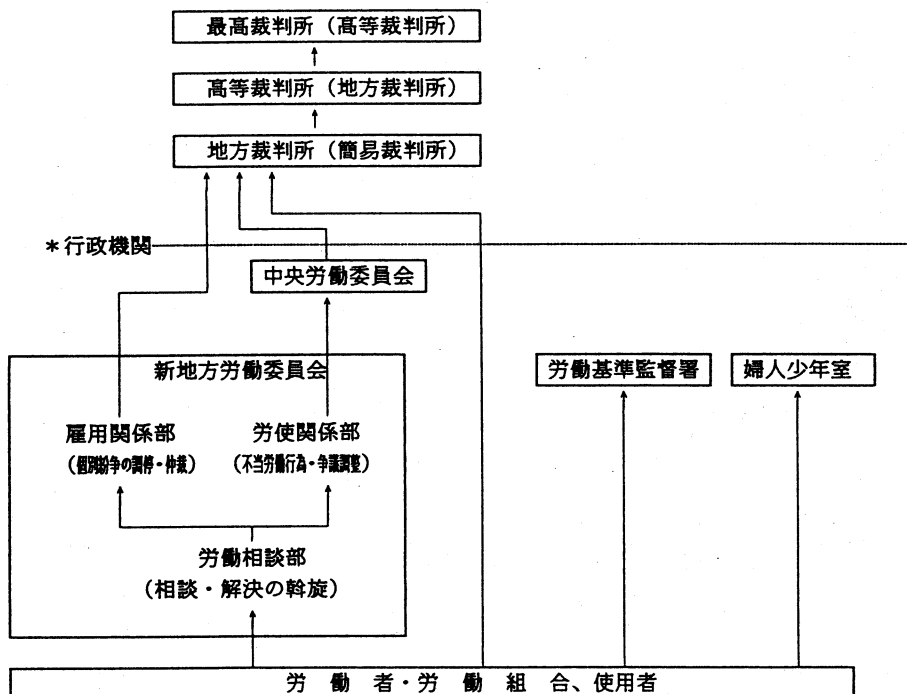 最高裁判所（高等裁判所）
高等裁判所（地方裁判所）
地方裁判所（簡易裁判所）
＊行政機関
中央労働委員会
新地方労働委員会
労働基準監督署
婦人少年室
雇用関係部
労使関係部
（個別紛争の調停・仲裁）
（不当労働行為・争議調整）
労働相談部
（相談・解決の斡旋）
労　働　者・労　働　組　合、使用者